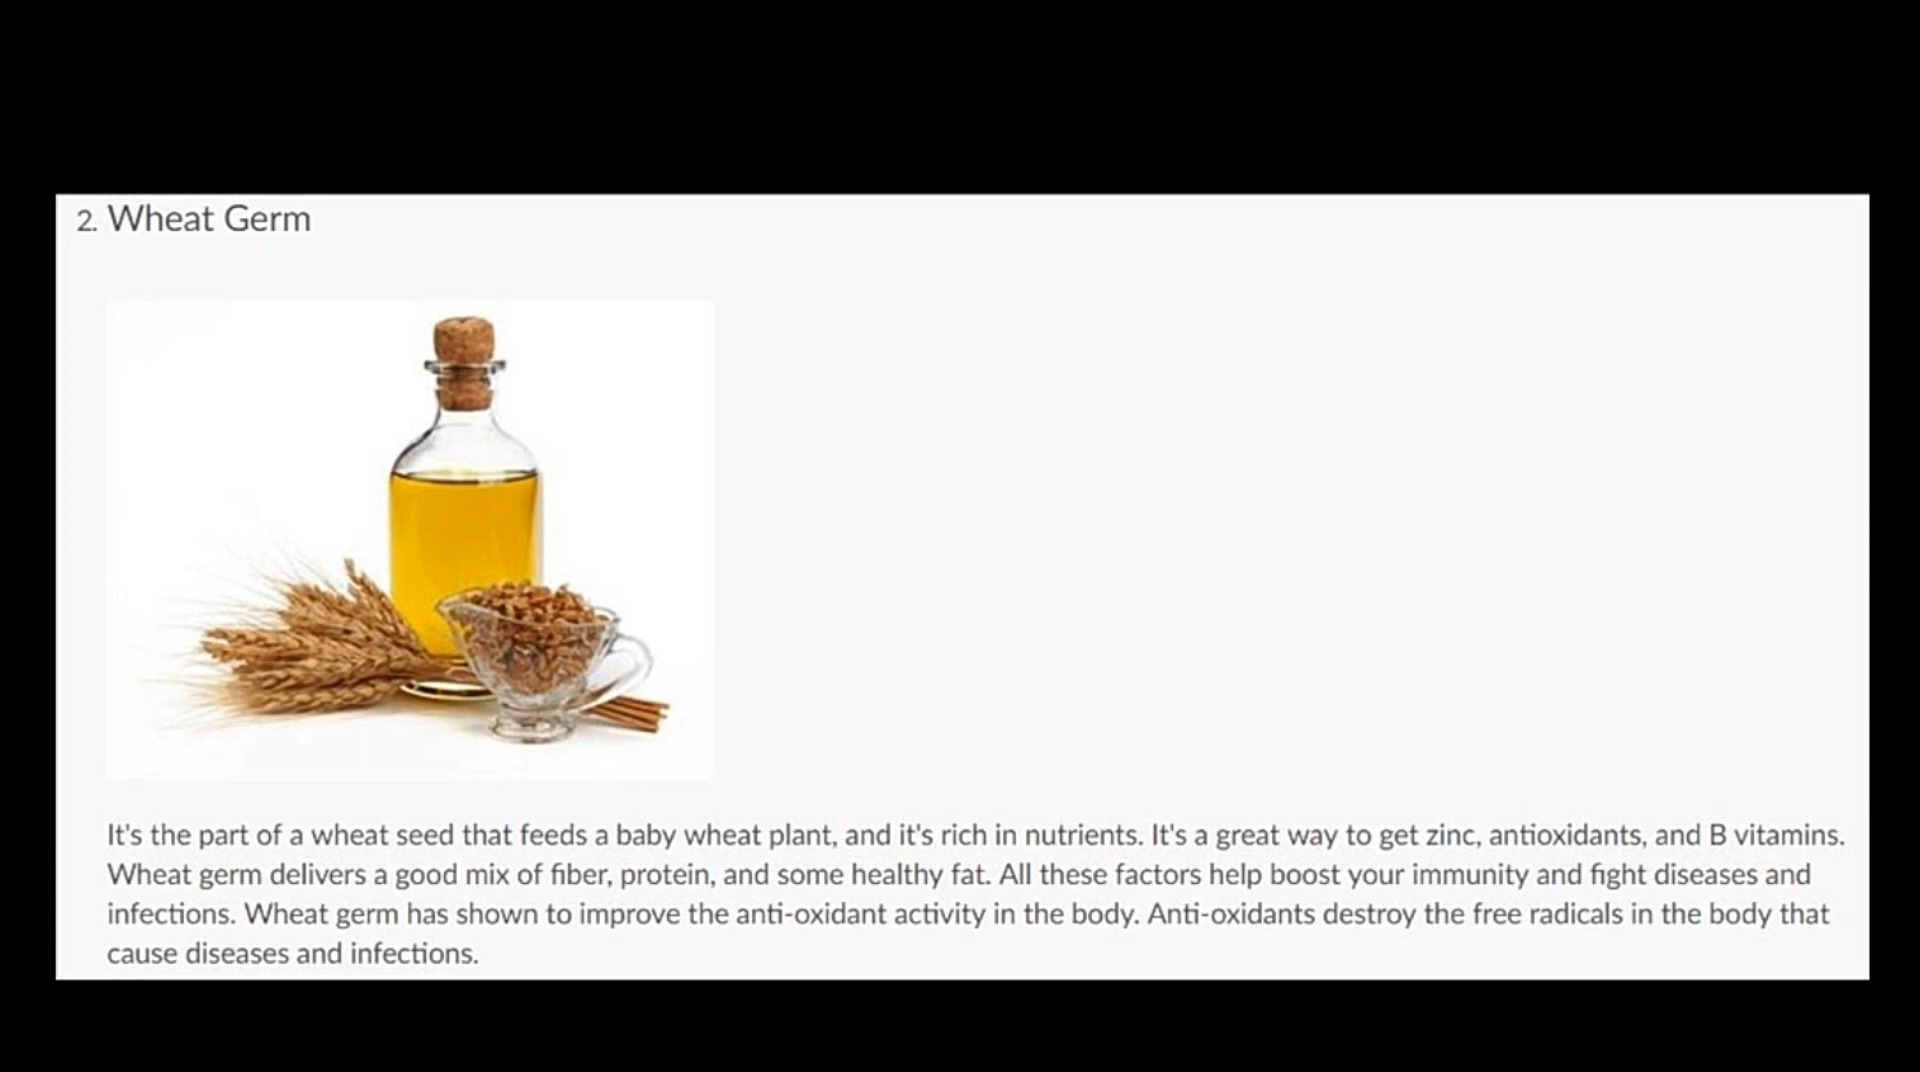 2. Wheat Germ
It's the part of a wheat seed that feeds a baby wheat plant, and it's rich in nutrients. It's a great way to get zinc, antioxidants, and B vitamins.
Wheat germ delivers a good mix of fiber, protein, and some healthy fat. All these factors help boost your immunity and fight diseases and
infections. Wheat germ has shown to improve the anti-oxidant activity in the body. Anti-oxidants destroy the free radicals in the body that
cause diseases and infections.